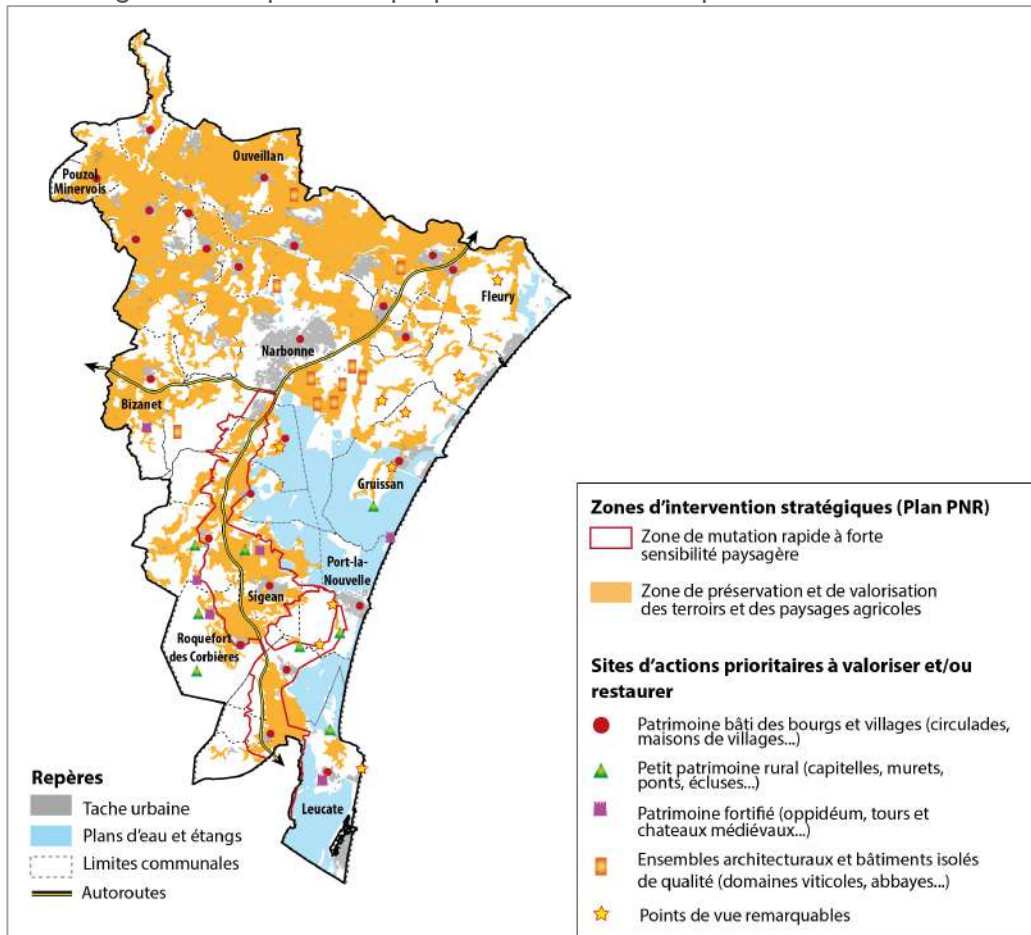 Ouveillan
Pouzol
Minervois
Fleury
Narbonne
Bizanet
Gruissan
Port-la-
Nouvelle
Sigean
Roquefort
des Corbières
Leucate
Repères
Tache urbaine
Plans d'eau et étangs
Limites communales
Autoroutes
Zones d'intervention stratégiques (Plan PNR)
Zone de mutation rapide à forte
sensibilité paysagère
Zone de préservation et de valorisation
des terroirs et des paysages agricoles
Sites d'actions prioritaires à valoriser et/ou
restaurer
Patrimoine bâti des bourgs et villages (circulades,
maisons de villages...)
Petit patrimoine rural (capitelles, murets,
ponts, écluses...)
Patrimoine fortifié (oppidéum, tours et
chateaux médiévaux...)
Ensembles architecturaux et bâtiments isolés
de qualité (domaines viticoles, abbayes...)
Points de vue remarquables